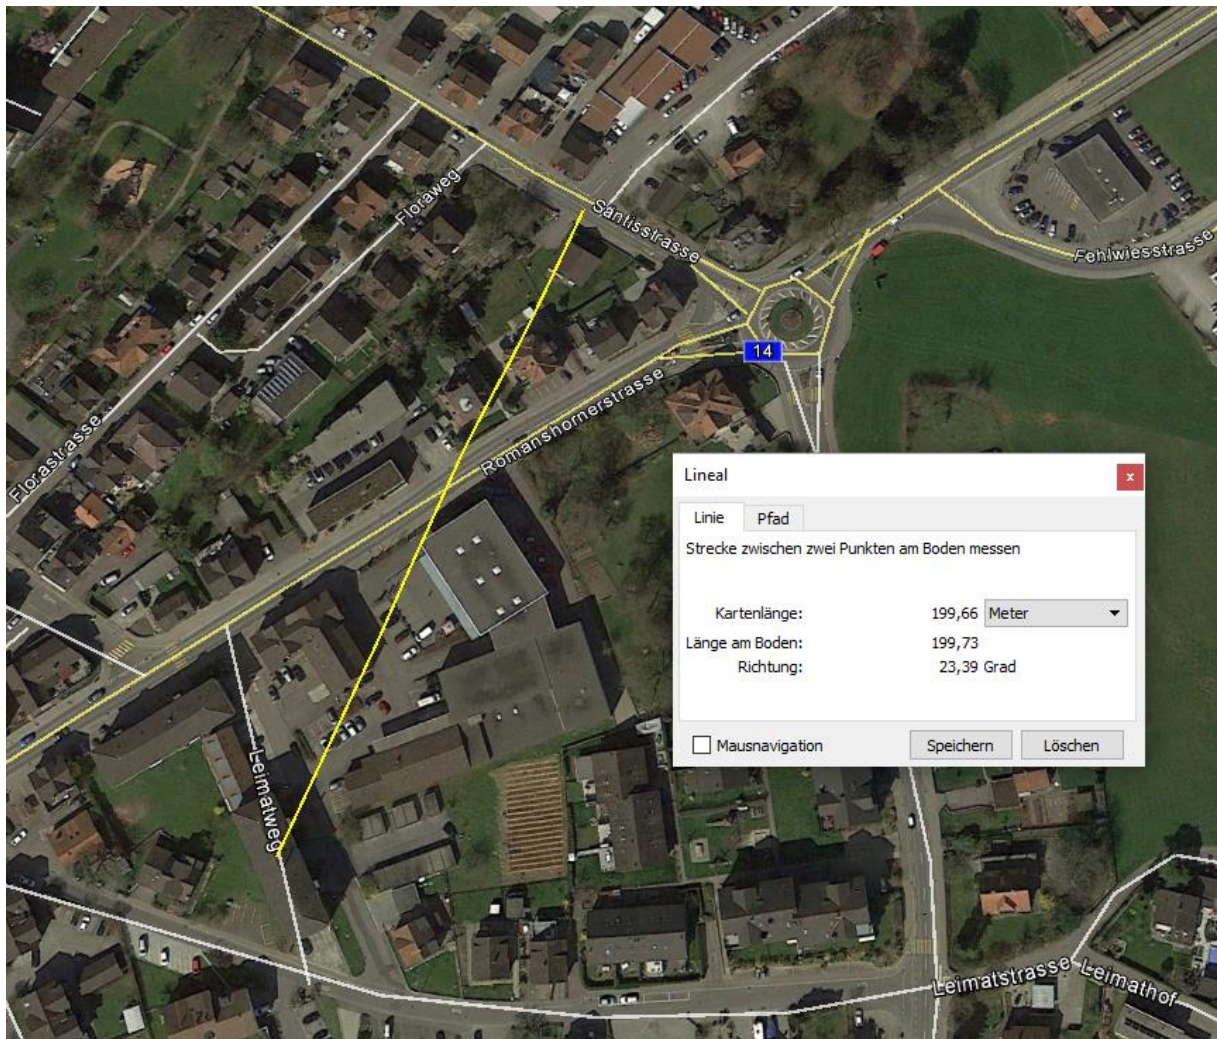 Floraweg
Säntisstrasse
Fehlwiesstrasse
14
Romanshornerstrasse
Florastrasse
Lineal
x
Linie Pfad
Strecke zwischen zwei Punkten am Boden messen
Kartenlänge: 199,66 Meter
Länge am Boden: 199,73
Richtung: 23,39 Grad
Mausnavigation Speichern Löschen
Leimatweg
Leimatstrasse
Leimathof